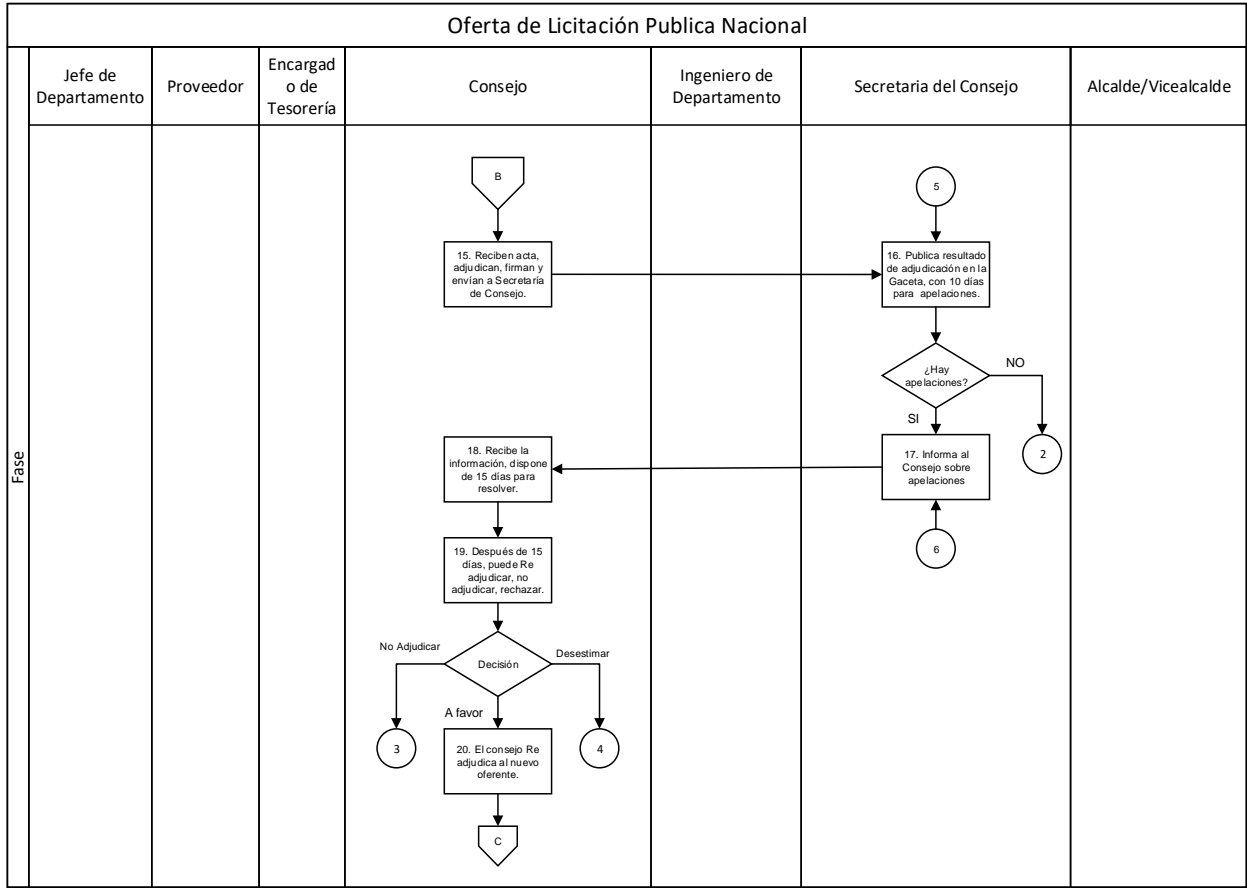 Oferta de Licitación Publica Nacional
Fase
Jefe de
Departamento
Proveedor
Encargad
o de
Tesorería
Consejo
Ingeniero de
Departamento
Secretaria del Consejo
Alcalde/Vicealcalde
B
5
15. Reciben acta,
adjudican, firman y
envían a Secretaría
de Consejo.
16. Publica resultado
de adjudicación en la
Gaceta, con 10 días
para apelaciones.
¿Hay
apelaciones?
NO
SI
2
17. Informa al
Consejo sobre
apelaciones
6
18. Recibe la
información, dispone
de 15 días para
resolver.
19. Después de 15
días, puede Re
adjudicar, no
adjudicar, rechazar.
No Adjudicar
Decisión
Desestimar
A favor
3
4
20. El consejo Re
adjudica al nuevo
oferente.
C